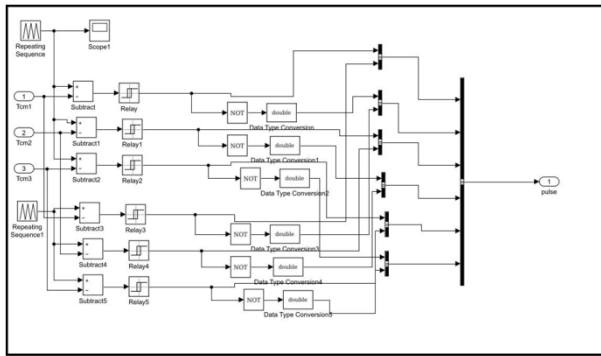 Repeating
Sequence
Scope1
1
Tcm1
+
−
Subtract
Relay
NOT
double
Data Type Conversion
2
Tcm2
+
−
Subtract1
Relay1
NOT
double
Data Type Conversion1
3
Tcm3
+
−
Subtract2
Relay2
NOT
double
Data Type Conversion2
1
pulse
Repeating
Sequence1
+
−
Subtract3
Relay3
NOT
double
Data Type Conversion3
+
−
Subtract4
Relay4
NOT
double
Data Type Conversion4
+
−
Subtract5
Relay5
NOT
double
Data Type Conversion5